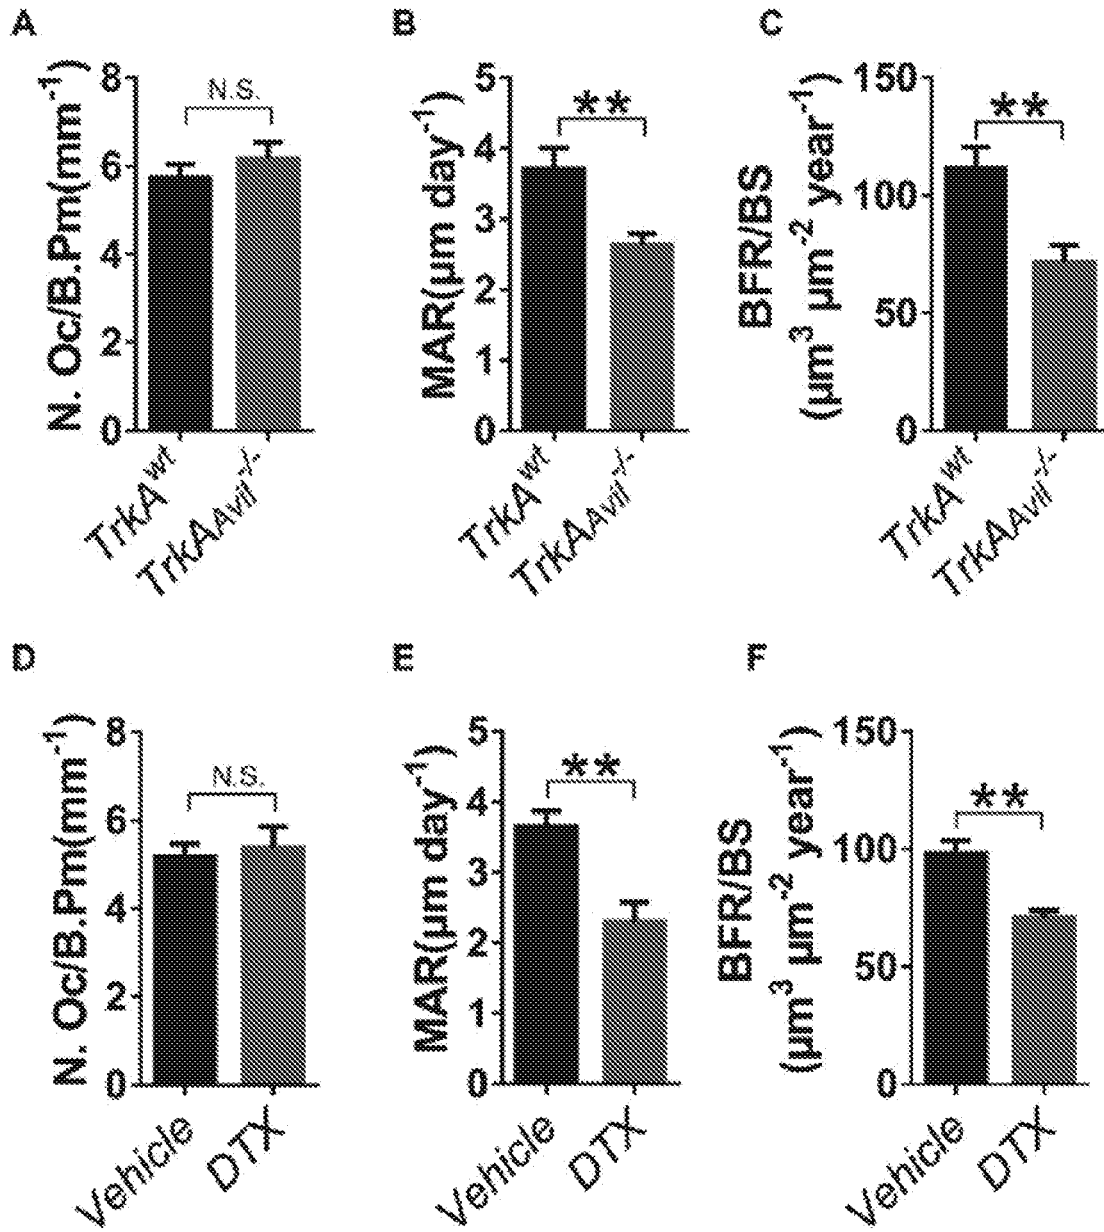 A
N. Oc/B.Pm(mm⁻¹)
8
6
4
2
0
N.S.
TrkAʷᵗ
TrkAAvil⁻/⁻
B
MAR(µm day⁻¹)
5
4
3
2
1
0
**
TrkAʷᵗ
TrkAAvil⁻/⁻
C
BFR/BS
(µm³ µm⁻² year⁻¹)
150
100
50
0
**
TrkAʷᵗ
TrkAAvil⁻/⁻
D
N. Oc/B.Pm(mm⁻¹)
8
6
4
2
0
N.S.
Vehicle
DTX
E
MAR(µm day⁻¹)
5
4
3
2
1
0
**
Vehicle
DTX
F
BFR/BS
(µm³ µm⁻² year⁻¹)
150
100
50
0
**
Vehicle
DTX